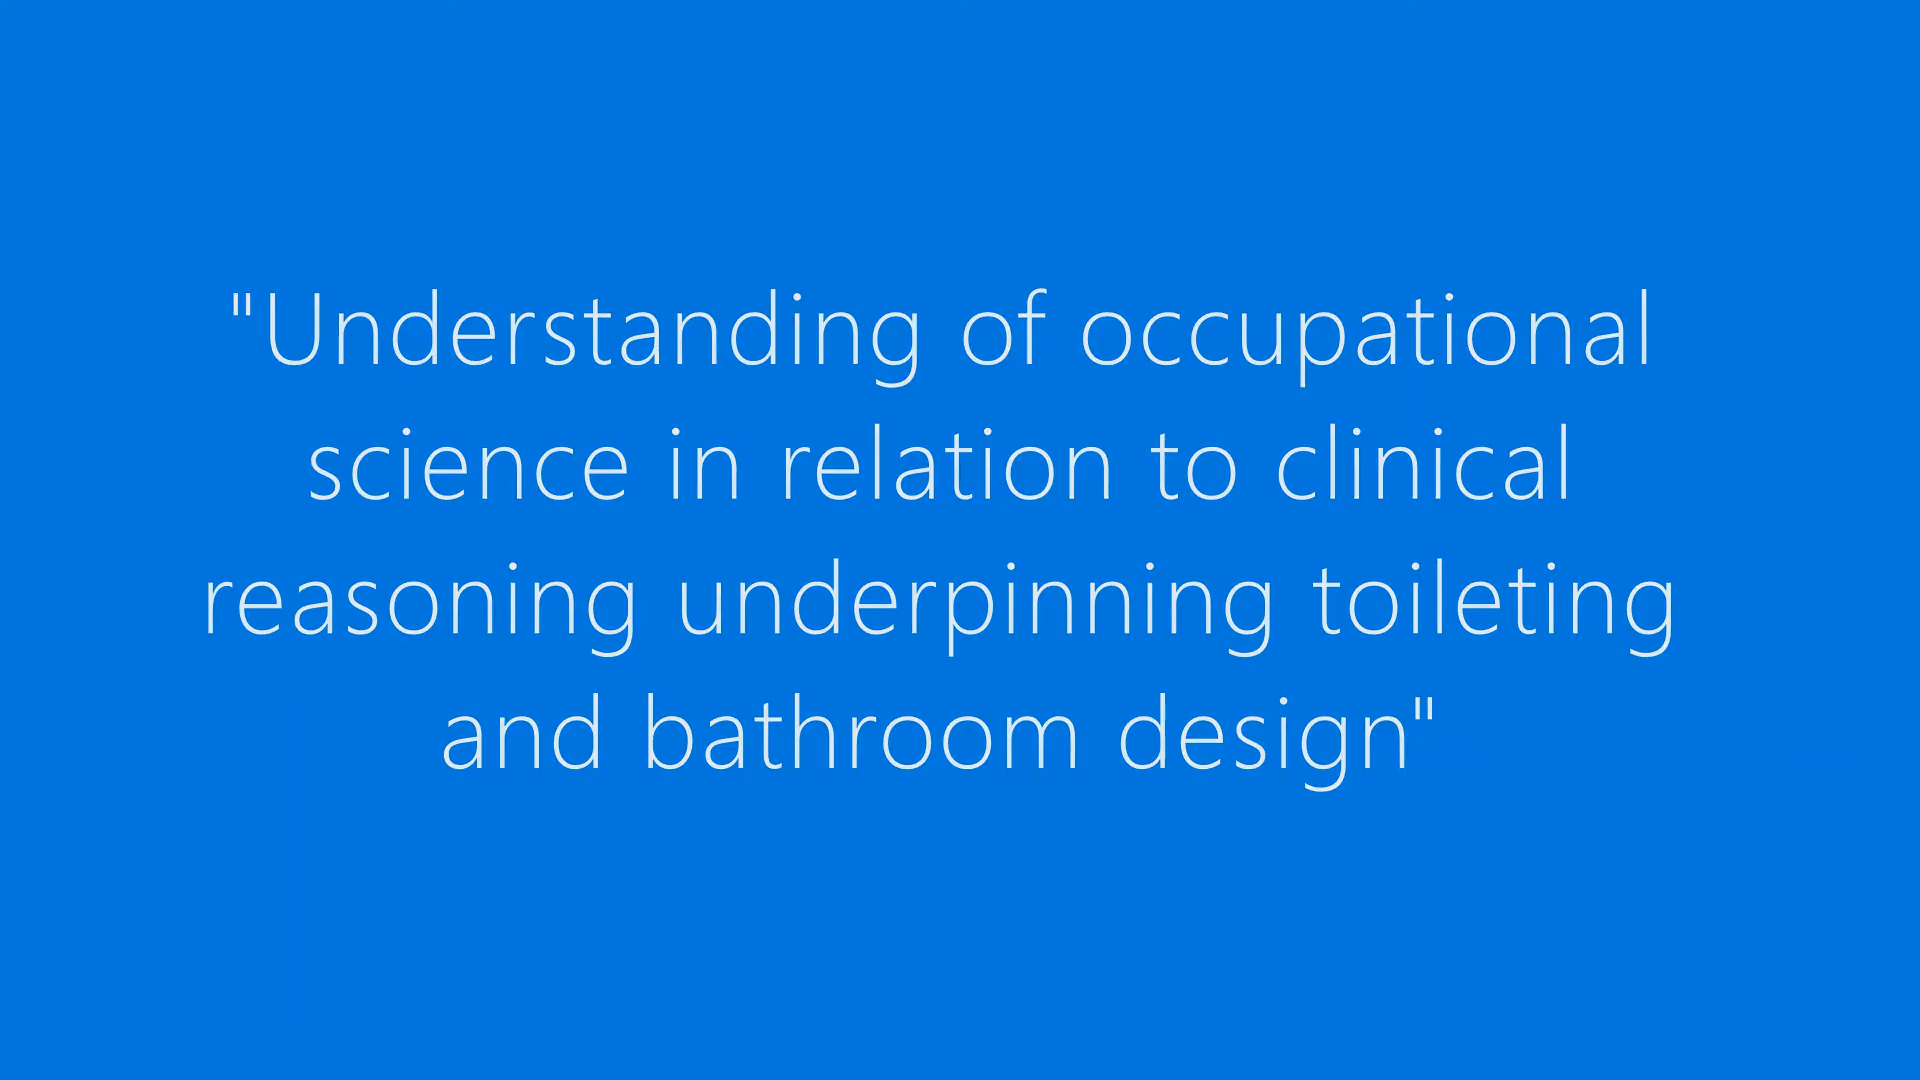 "Understanding of occupational
science in relation to clinical
reasoning underpinning toileting
and bathroom design"